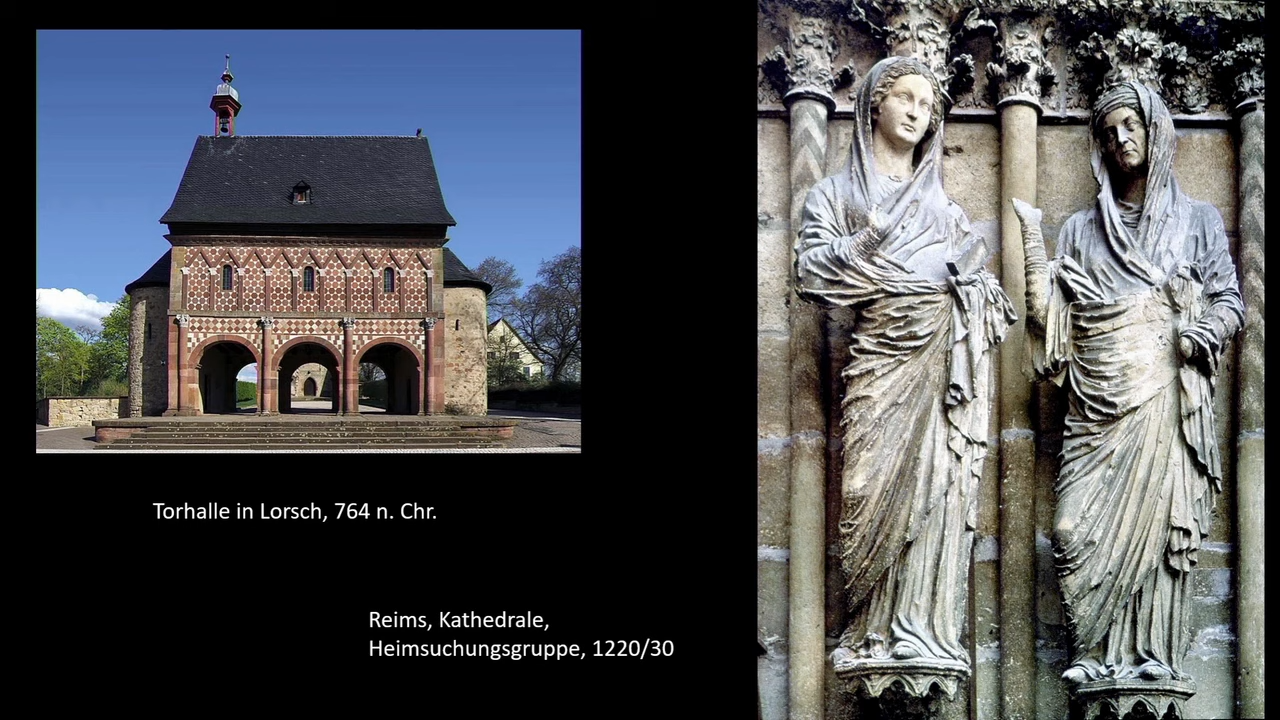 Torhalle in Lorsch, 764 n. Chr.
Reims, Kathedrale,
Heimsuchungsgruppe, 1220/30